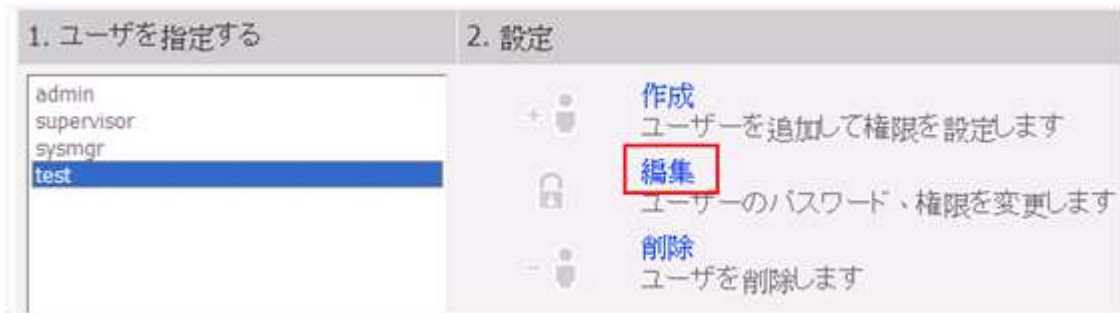 1. ユーザを指定する
admin
supervisor
sysmgr
test
2. 設定
作成
ユーザーを追加して権限を設定します
編集
ユーザーのパスワード、権限を変更します
削除
ユーザを削除します